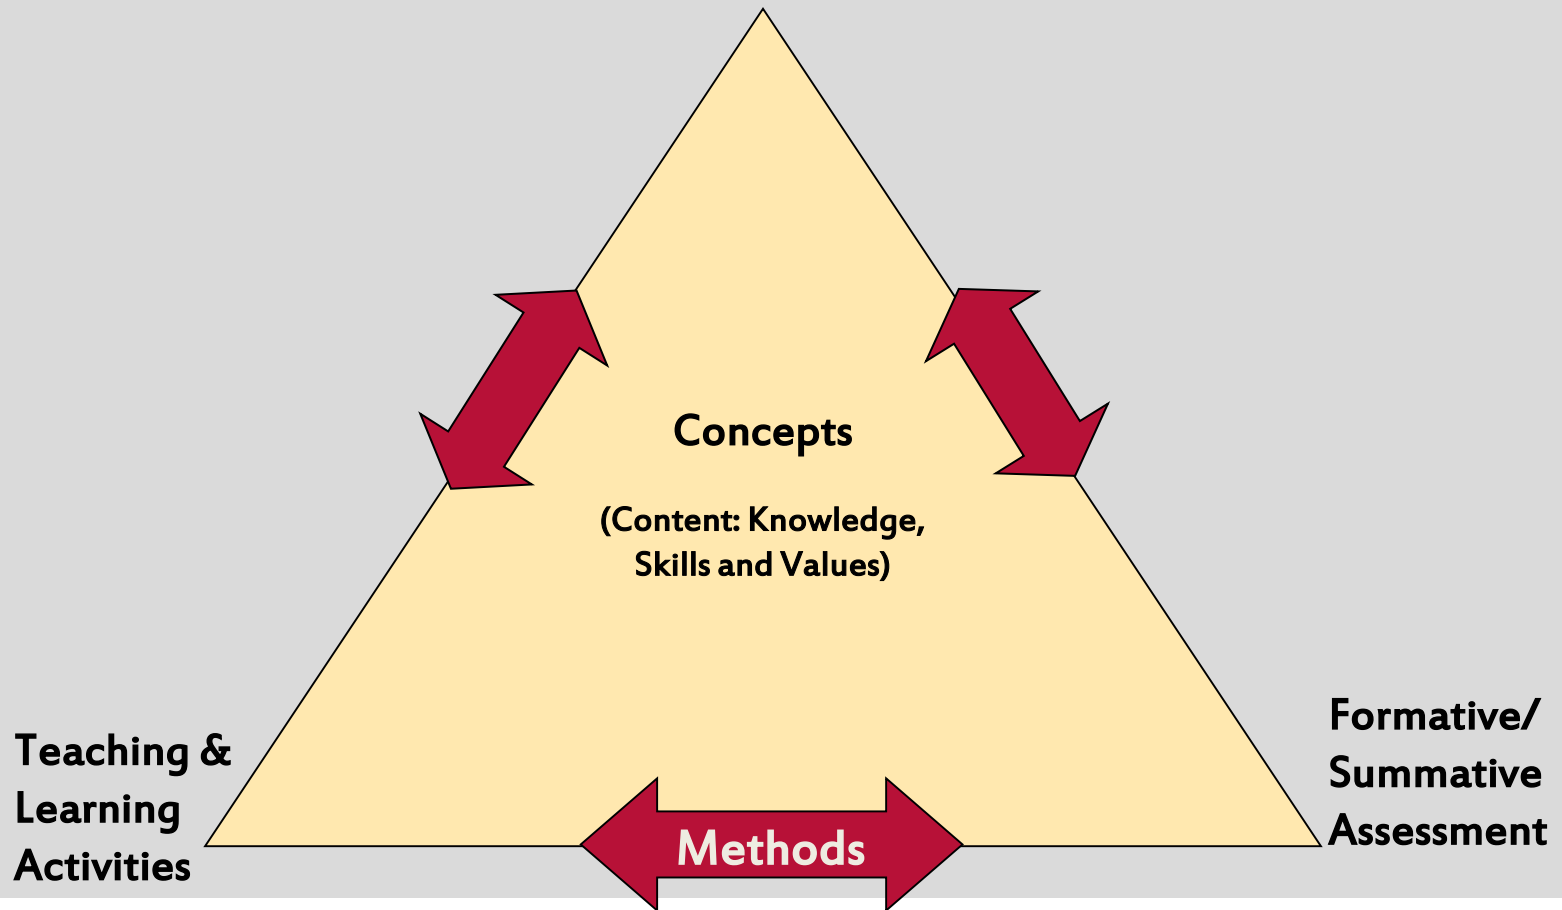 Concepts
(Content: Knowledge,
Skills and Values)
Teaching &
Learning
Activities
Formative/
Summative
Assessment
Methods